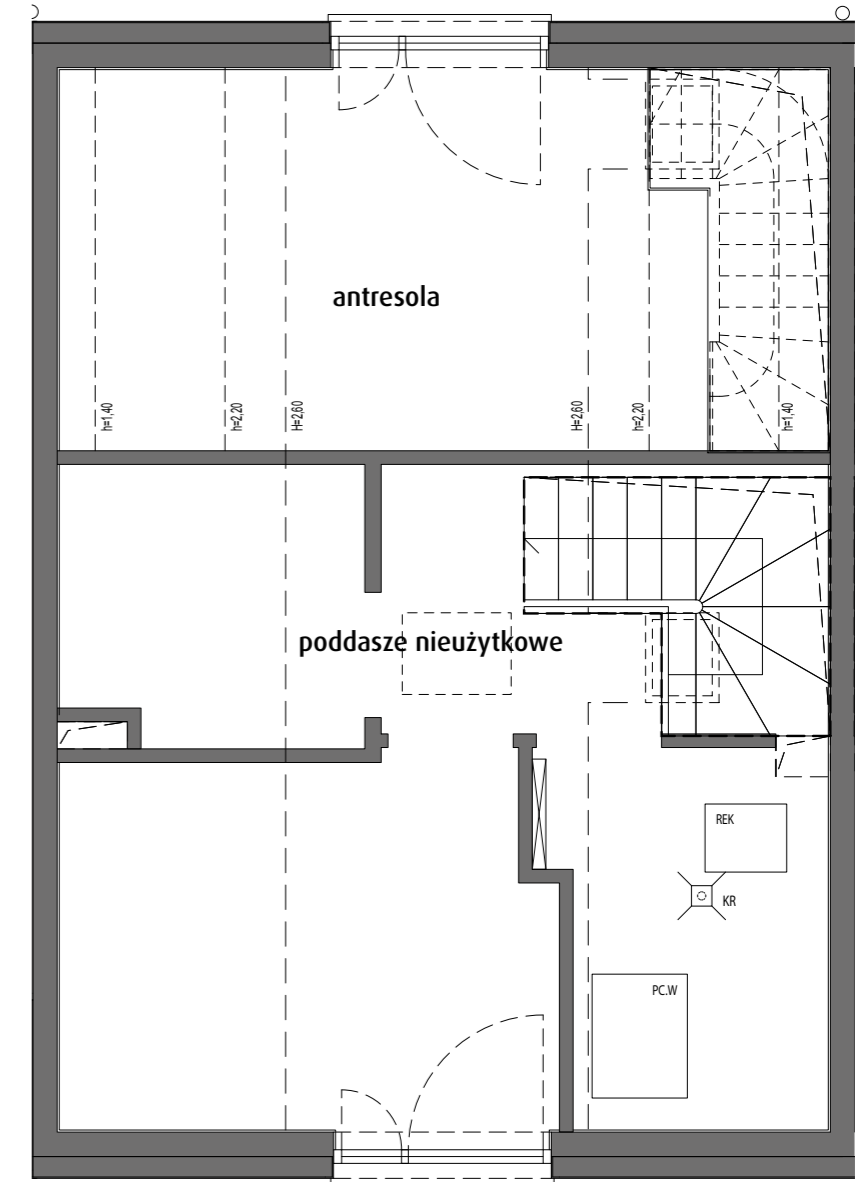 antresola
h=1,40
h=2,20
H=2,60
H=2,60
h=2,20
h=1,40
poddasze nieużytkowe
REK
KR
PC.W